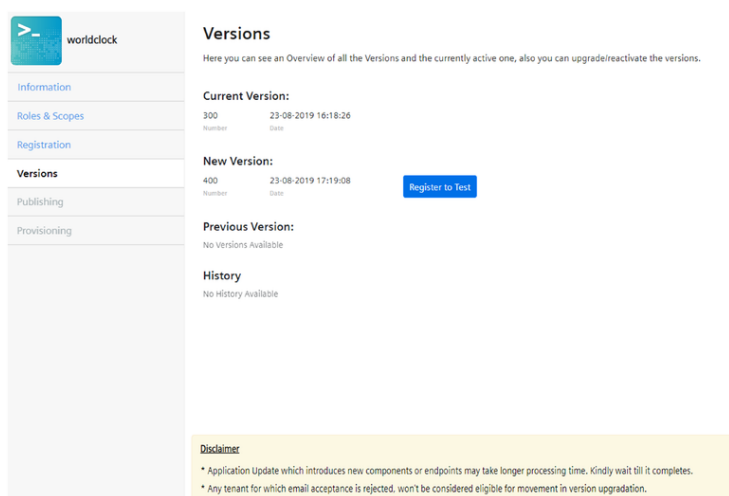 >_
worldclock
Versions
Here you can see an Overview of all the Versions and the currently active one, also you can upgrade/reactivate the versions.
Information
Roles & Scopes
Registration
Versions
Publishing
Provisioning
Current Version:
300 23-08-2019 16:18:26
Number Date
New Version:
400 23-08-2019 17:19:08 Register to Test
Number Date
Previous Version:
No Versions Available
History
No History Available
Disclaimer
* Application Update which introduces new components or endpoints may take longer processing time. Kindly wait till it completes.
* Any tenant for which email acceptance is rejected, won't be considered eligible for movement in version upgradation.